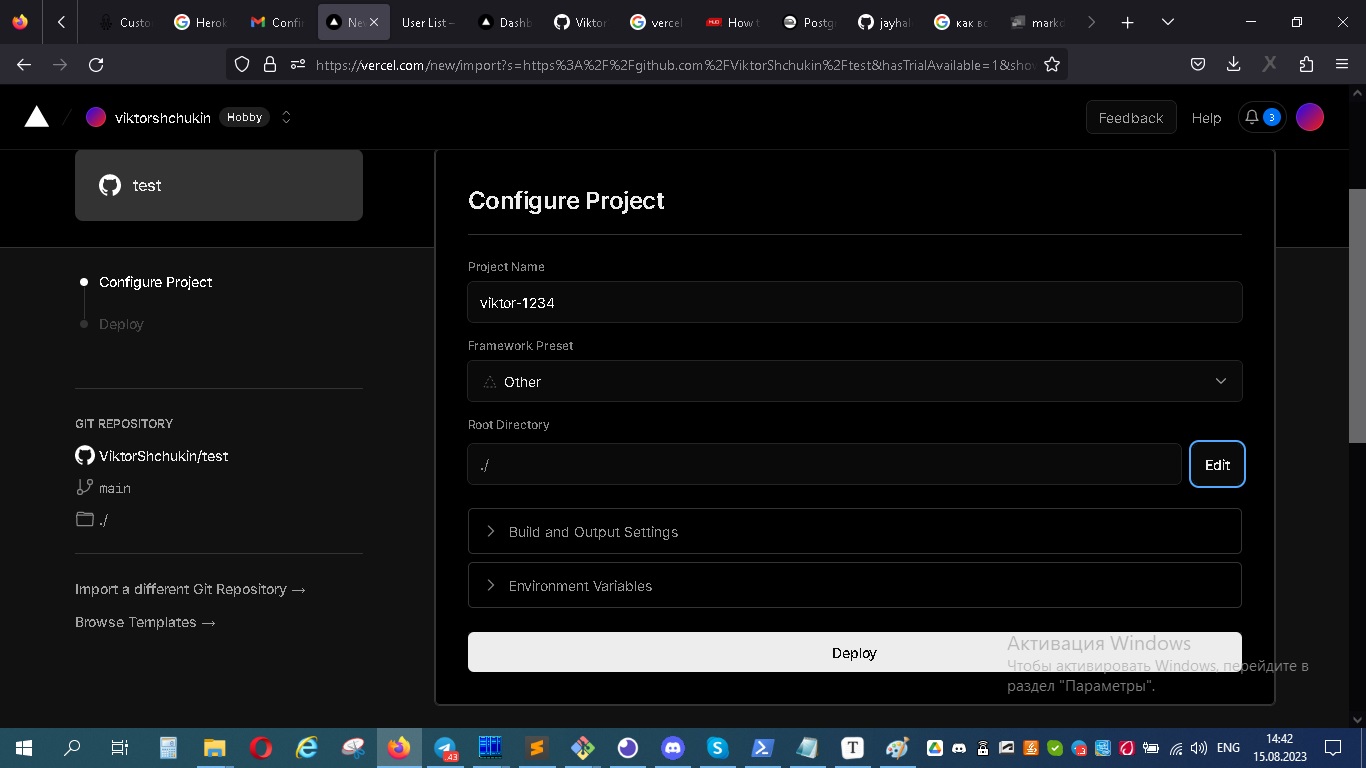 Custo
Herok
Confir
Ne
User List –
Dashb
Viktor
vercel
How t
Postg
jayhal
как вс
markd
https://vercel.com/new/import?s=https%3A%2F%2Fgithub.com%2FViktorShchukin%2Ftest&hasTrialAvailable=1&sho
viktorshchukin
Hobby
Feedback
Help
3
test
Configure Project
Deploy
GIT REPOSITORY
ViktorShchukin/test
main
./
Import a different Git Repository →
Browse Templates →
Configure Project
Project Name
viktor-1234
Framework Preset
Other
Root Directory
./
Edit
Build and Output Settings
Environment Variables
Deploy
Активация Windows
Чтобы активировать Windows, перейдите в
раздел "Параметры".
43
ENG
14:42
15.08.2023